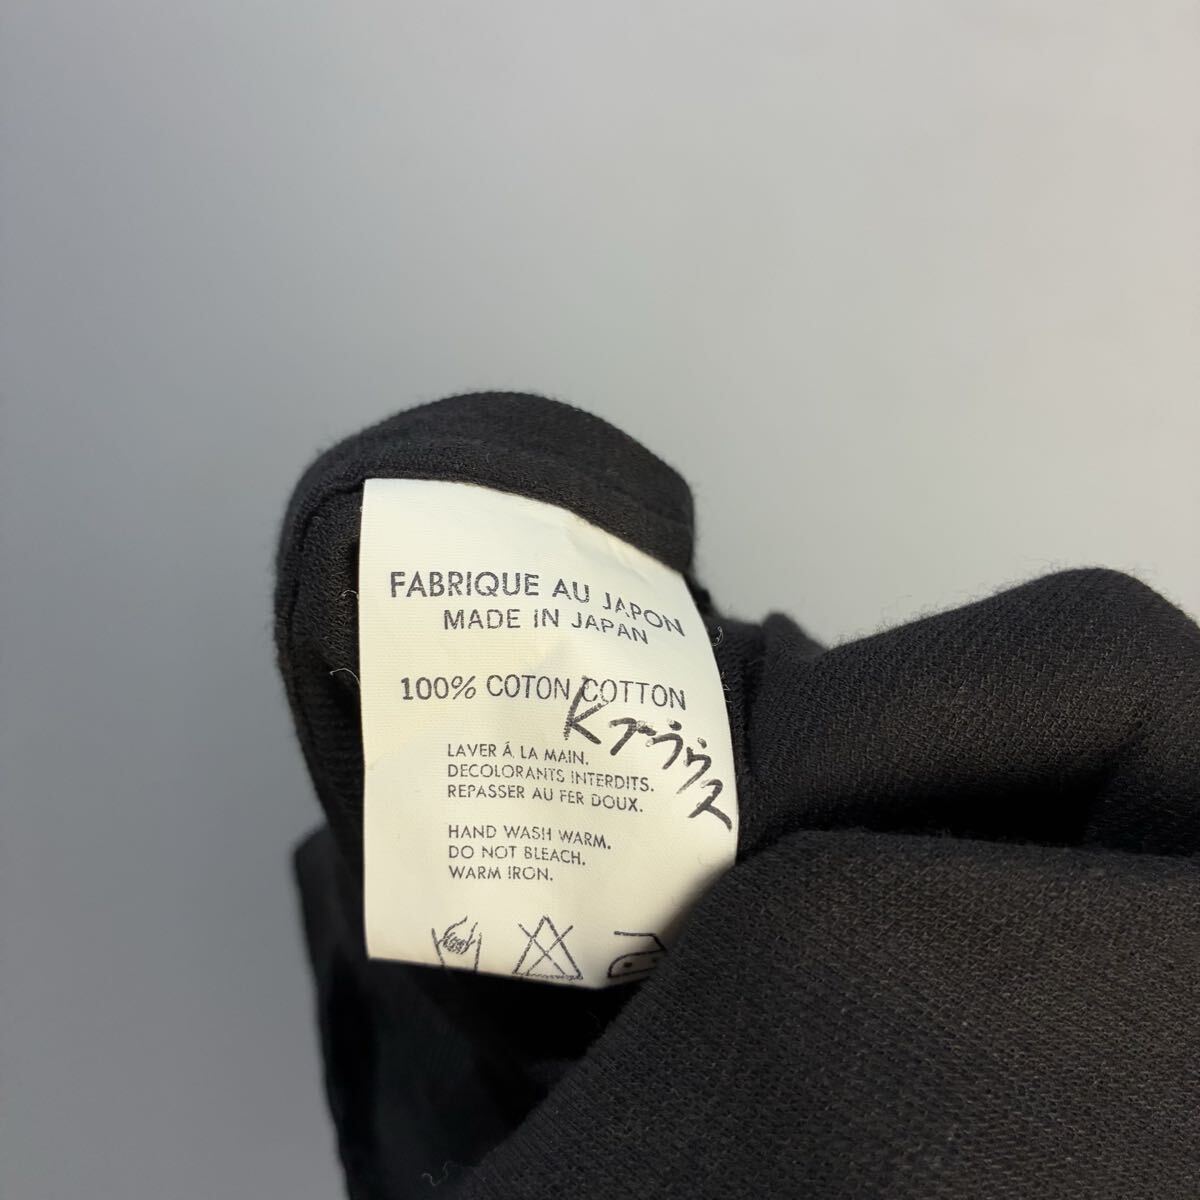 FABRIQUE AU JAPON
MADE IN JAPAN
100% COTON COTTON
Kブラウス
LAVER Á LA MAIN.
DECOLORANTS INTERDITS.
REPASSER AU FER DOUX.
HAND WASH WARM.
DO NOT BLEACH.
WARM IRON.